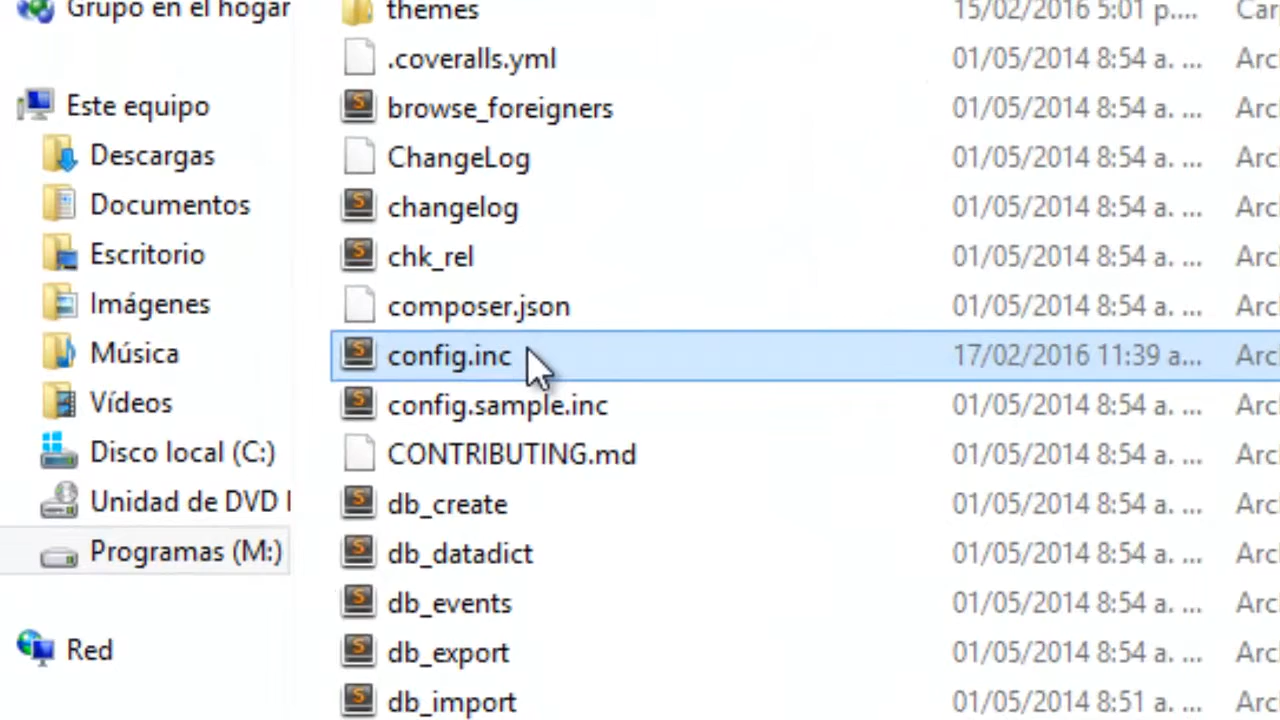 Grupo en el hogar
Este equipo
Descargas
Documentos
Escritorio
Imágenes
Música
Vídeos
Disco local (C:)
Unidad de DVD
Programas (M:)
Red
themes 15/02/2016 5:01 p.... Car
.coveralls.yml 01/05/2014 8:54 a. ... Arc
browse_foreigners 01/05/2014 8:54 a. ... Arc
ChangeLog 01/05/2014 8:54 a. ... Arc
changelog 01/05/2014 8:54 a. ... Arc
chk_rel 01/05/2014 8:54 a. ... Arc
composer.json 01/05/2014 8:54 a. ... Arc
config.inc 17/02/2016 11:39 a... Arc
config.sample.inc 01/05/2014 8:54 a. ... Arc
CONTRIBUTING.md 01/05/2014 8:54 a. ... Arc
db_create 01/05/2014 8:54 a. ... Arc
db_datadict 01/05/2014 8:54 a. ... Arc
db_events 01/05/2014 8:54 a. ... Arc
db_export 01/05/2014 8:54 a. ... Arc
db_import 01/05/2014 8:51 a. ... Arc